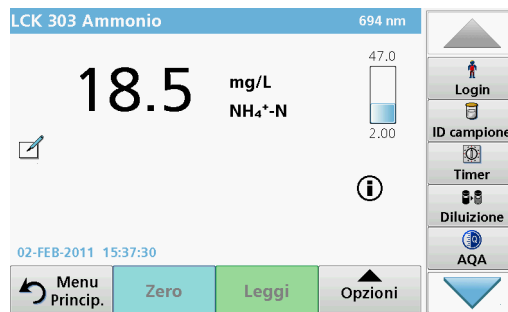 LCK 303 Ammonio
694 nm
18.5
mg/L
NH₄⁺-N
47.0
2.00
i
02-FEB-2011 15:37:30
Menu
Princip.
Zero
Leggi
Opzioni
Login
ID campione
Timer
Diluizione
AQA